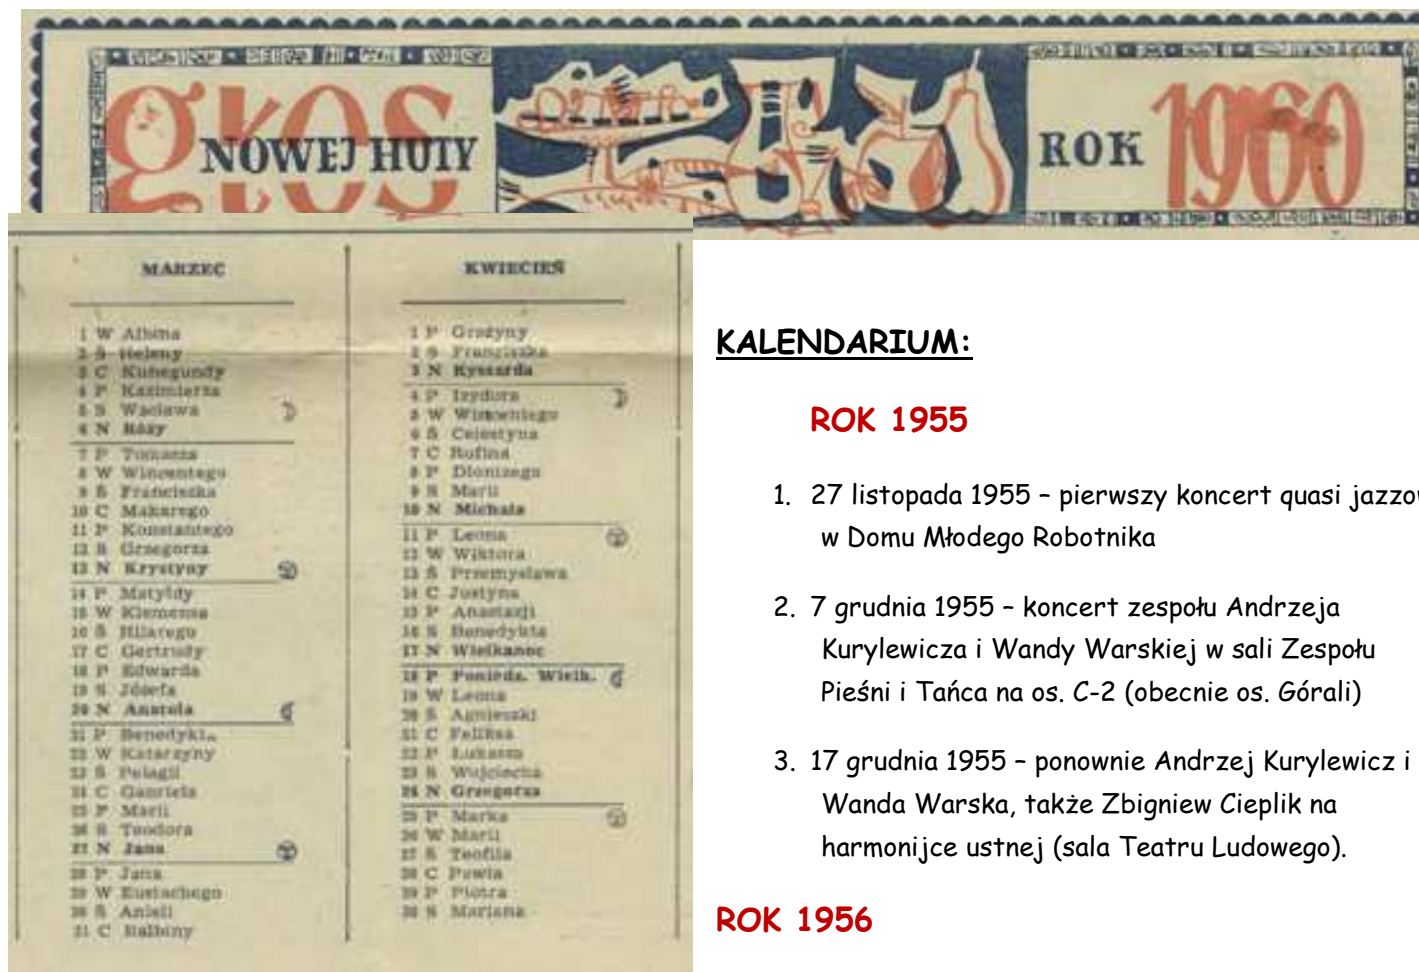 głos
NOWEJ HUTY
ROK 1960
MARZEC
1 W Albina
2 S Heleny
3 C Kunegundy
4 P Kazimierza
5 S Wacława
6 N Róży
7 P Tomasza
8 W Wincentego
9 S Franciszka
10 C Makarego
11 P Konstantego
12 S Grzegorza
13 N Krystyny
14 P Matyldy
15 W Klemensa
16 S Hilarego
17 C Gertrudy
18 P Edwarda
19 S Józefa
20 N Anatola
21 P Benedykta
22 W Katarzyny
23 S Pelagii
24 C Gabriela
25 P Marii
26 S Teodora
27 N Jana
28 P Jana
29 W Eustachego
30 S Anieli
31 C Balbiny
KWIECIEŃ
1 P Grażyny
2 S Franciszka
3 N Ryszarda
4 P Izydora
5 W Wincentego
6 S Celestyna
7 C Rufina
8 P Dionizego
9 S Marii
10 N Michała
11 P Leona
12 W Wiktora
13 S Przemysława
14 C Justyna
15 P Anastazji
16 S Benedykta
17 N Wielkanoc
18 P Poniedz. Wielk.
19 W Leona
20 S Agnieszki
21 C Feliksa
22 P Łukasza
23 S Wojciecha
24 N Grzegorza
25 P Marka
26 W Marii
27 S Teofila
28 C Pawła
29 P Piotra
30 S Mariana
KALENDARIUM:
ROK 1955
1. 27 listopada 1955 – pierwszy koncert quasi jazzow
w Domu Młodego Robotnika
2. 7 grudnia 1955 – koncert zespołu Andrzeja
Kurylewicza i Wandy Warskiej w sali Zespołu
Pieśni i Tańca na os. C-2 (obecnie os. Górali)
3. 17 grudnia 1955 – ponownie Andrzej Kurylewicz i
Wanda Warska, także Zbigniew Cieplik na
harmonijce ustnej (sala Teatru Ludowego).
ROK 1956